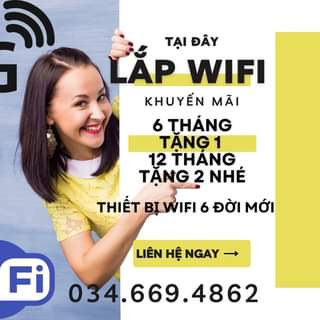 TẠI ĐÂY
LẮP WIFI
KHUYẾN MÃI
6 THÁNG
TẶNG 1
12 THÁNG
TẶNG 2 NHÉ
THIẾT BỊ WIFI 6 ĐỜI MỚI
LIÊN HỆ NGAY →
Fi
034.669.4862